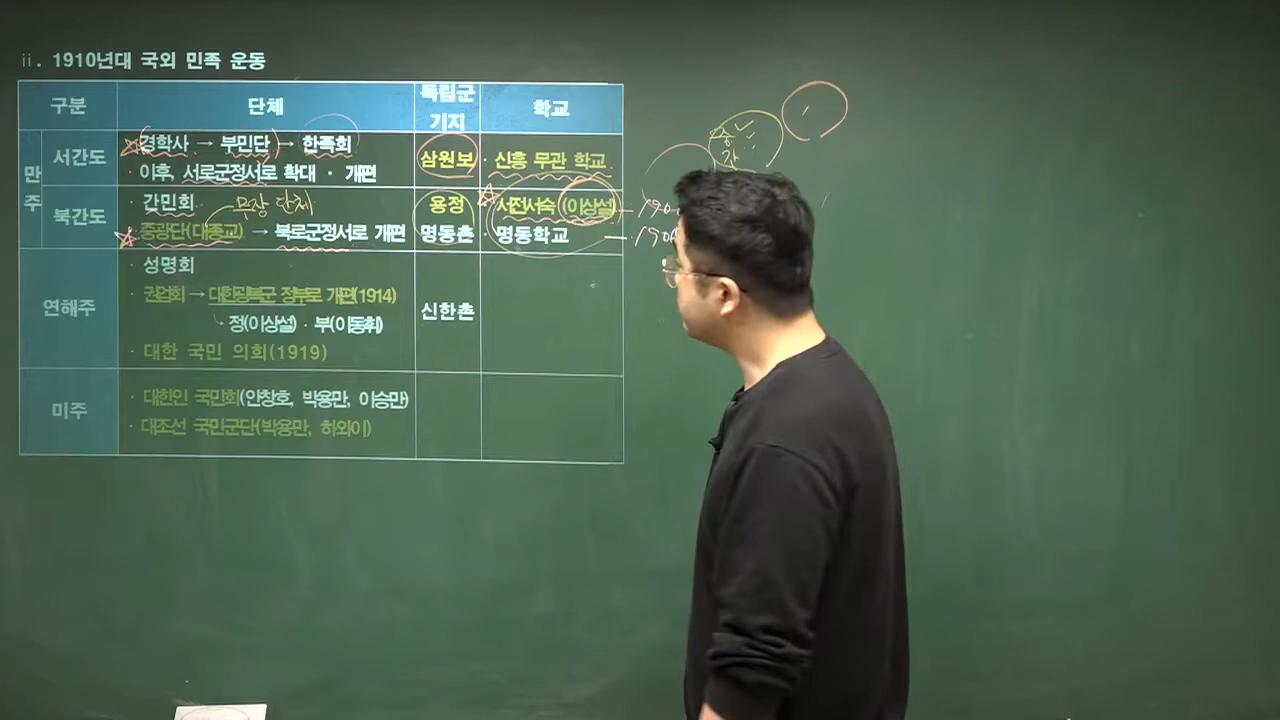 ii. 1910년대 국외 민족 운동
구분 단체 독립군 기지 학교
만주
서간도
경학사 → 부민단 → 한족회
· 이후, 서로군정서로 확대 · 개편
삼원보
· 신흥 무관 학교
북간도
· 간민회
무장 단체
· 중광단(대종교) → 북로군정서로 개편
용정
명동촌
· 서전서숙(이상설)
· 명동학교
연해주
· 성명회
· 권업회 → 대한광복군 정부로 개편(1914)
정(이상설) · 부(이동휘)
· 대한 국민 의회(1919)
신한촌
미주
· 대한인 국민회(안창호, 박용만, 이승만)
· 대조선 국민군단(박용만, 하와이)